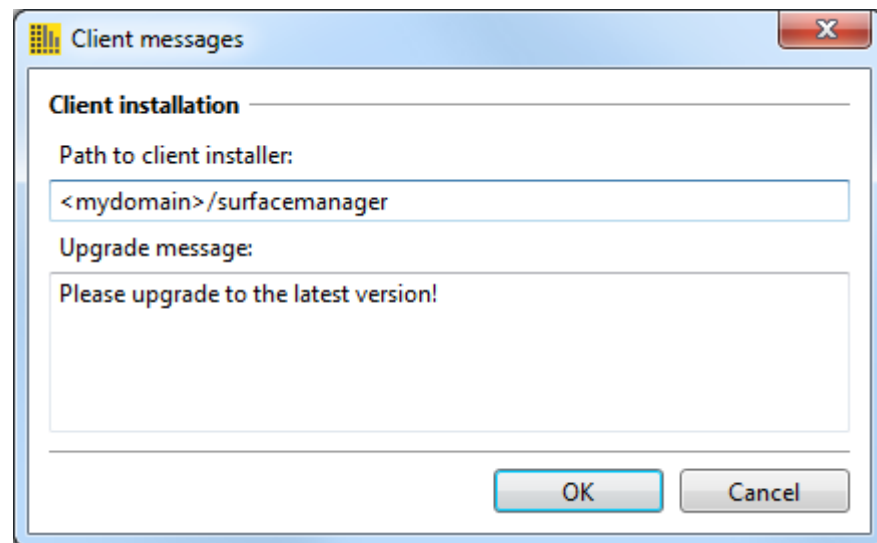 Client messages
Client installation
Path to client installer:
<mydomain>/surfacemanager
Upgrade message:
Please upgrade to the latest version!
OK
Cancel